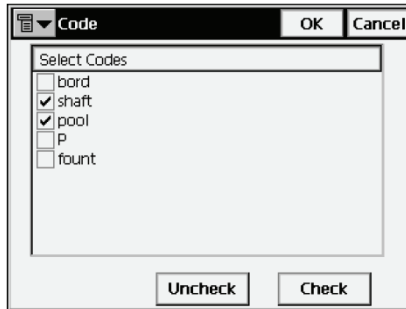 Code OK Cancel
Select Codes
bord
shaft
pool
P
fount
Uncheck Check